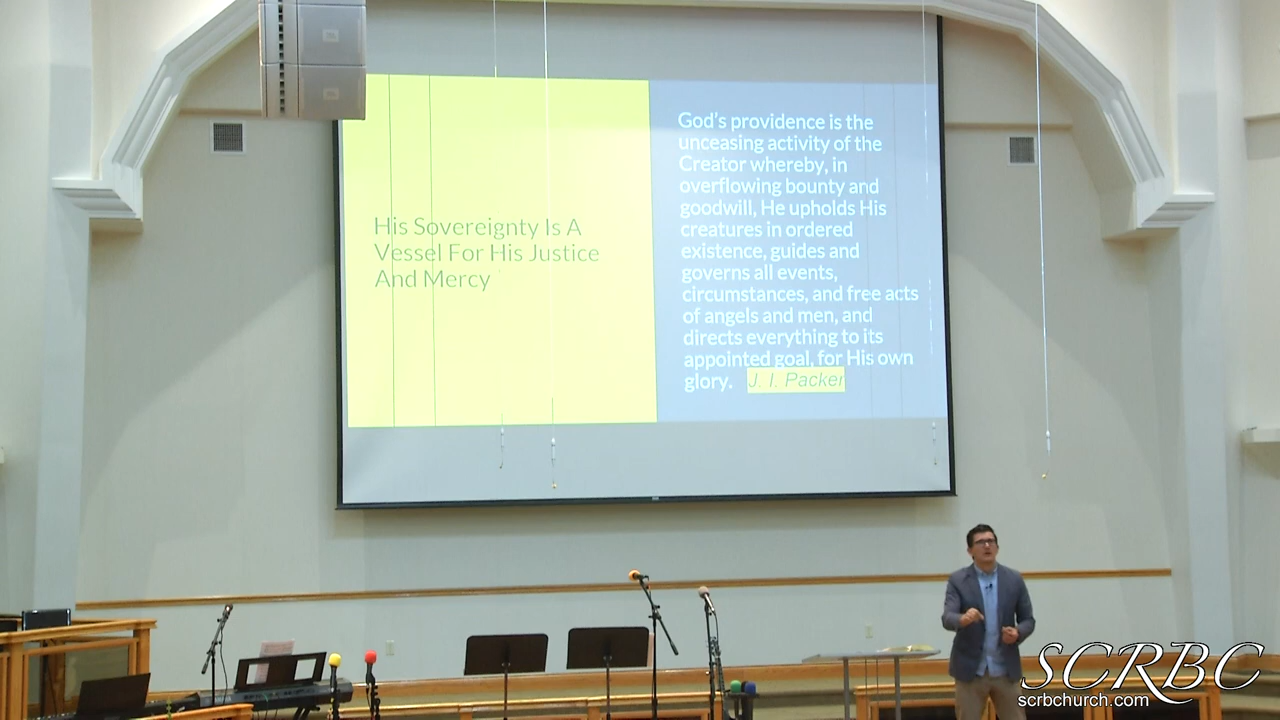 His Sovereignty Is A
Vessel For His Justice
And Mercy
God's providence is the
unceasing activity of the
Creator whereby, in
overflowing bounty and
goodwill, He upholds His
creatures in ordered
existence, guides and
governs all events,
circumstances, and free acts
of angels and men, and
directs everything to its
appointed goal, for His own
glory. J. I. Packer
SCRBC
scrbchurch.com